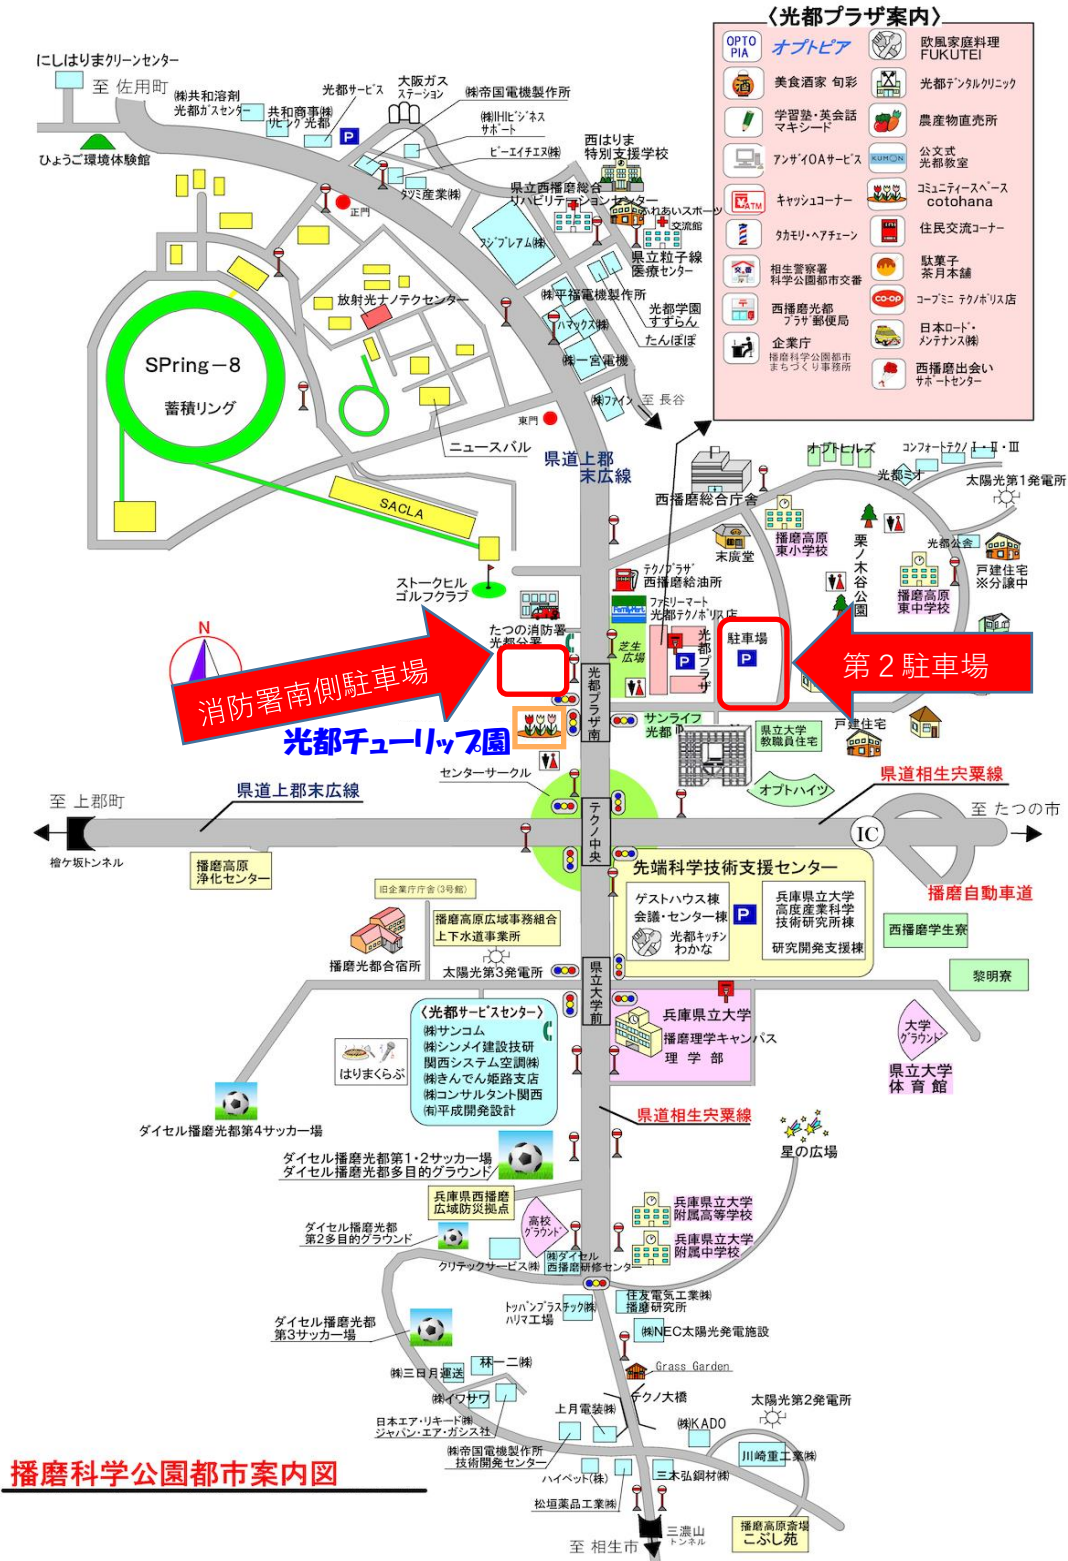 〈光都プラザ案内〉
OPTO
PIA
オプトピア
欧風家庭料理
FUKUTEI
美食酒家 旬彩
光都デンタルクリニック
学習塾・英会話
マキシード
農産物直売所
アンザイOAサービス
KUMON
公文式
光都教室
ATM
キャッシュコーナー
コミュニティースペース
cotohana
タカモリ・ヘアチェーン
住民交流コーナー
相生警察署
科学公園都市交番
駄菓子
茶月本舗
西播磨光都
プラザ郵便局
CO・OP
コープミニ テクノポリス店
企業庁
播磨科学公園都市
まちづくり事務所
日本ロード・
メンテナンス㈱
西播磨出会い
サポートセンター
にしはりまクリーンセンター
至 佐用町
ひょうご環境体験館
㈱共和溶剤
光都ガスセンター
共和商事㈱
リビング光都
光都サービス
P
大阪ガス
ステーション
㈱帝国電機製作所
㈱IHIビジネス
サポート
ビーエイチエヌ㈱
タツミ産業㈱
正門
西はりま
特別支援学校
県立西播磨総合
リハビリテーションセンター
ふれあいスポーツ
交流館
県立粒子線
医療センター
フジプレアム㈱
㈱平福電機製作所
光都学園
すずらん
たんぽぽ
ハマックス㈱
㈱一宮電機
㈱ファイン
至 長谷
放射光ナノテクセンター
SPring－8
蓄積リング
ニュースバル
東門
SACLA
県道上郡
末広線
ストークヒル
ゴルフクラブ
西播磨総合庁舎
オプトヒルズ
コンフォートテクノ Ⅰ・Ⅱ・Ⅲ
光都ミオ
太陽光第1発電所
末廣堂
播磨高原
東小学校
栗ノ木谷公園
光都公舎
播磨高原
東中学校
戸建住宅
※分譲中
テクノプラザ
西播磨給油所
FamilyMart
ファミリーマート
光都テクノポリス店
たつの消防署
光都分署
芝生
広場
光都プラザ
P
駐車場
P
N
消防署南側駐車場
第２駐車場
光都プラザ南
光都チューリップ園
サンライフ
光都
県立大学
教職員住宅
戸建住宅
オプトハイツ
センターサークル
至 上郡町
県道上郡末広線
テクノ中央
県道相生宍粟線
至 たつの市
IC
檜ケ坂トンネル
播磨高原
浄化センター
播磨自動車道
先端科学技術支援センター
ゲストハウス棟
会議・センター棟
P
光都キッチン
わかな
兵庫県立大学
高度産業科学
技術研究所棟
研究開発支援棟
旧企業庁庁舎(3号館)
播磨高原広域事務組合
上下水道事業所
播磨光都合宿所
太陽光第3発電所
西播磨学生寮
黎明寮
県立大学前
〈光都サービスセンター〉
㈱サンコム
㈱シンメイ建設技研
関西システム空調㈱
㈱きんでん姫路支店
㈱コンサルタント関西
㈲平成開発設計
はりまくらぶ
兵庫県立大学
播磨理学キャンパス
理 学 部
大学
グラウンド
県立大学
体 育 館
ダイセル播磨光都第4サッカー場
県道相生宍粟線
ダイセル播磨光都第1・2サッカー場
ダイセル播磨光都多目的グラウンド
星の広場
兵庫県西播磨
広域防災拠点
高校
グラウンド
兵庫県立大学
附属高等学校
兵庫県立大学
附属中学校
ダイセル播磨光都
第2多目的グラウンド
クリテックサービス㈱
㈱ダイセル
西播磨研修センター
トッパンプラスチック㈱
ハリマ工場
住友電気工業㈱
播磨研究所
㈱NEC太陽光発電施設
ダイセル播磨光都
第3サッカー場
Grass Garden
㈱三日月運送
林一二㈱
㈱イワサワ
日本エア・リキード㈱
ジャパン・エア・ガシス社
テクノ大橋
上月電装㈱
㈱KADO
太陽光第2発電所
㈱帝国電機製作所
技術開発センター
川崎重工業㈱
ハイペット(株)
三木弘鋼材㈱
松垣薬品工業㈱
播磨高原斎場
こぶし苑
三濃山
トンネル
至 相生市
播磨科学公園都市案内図